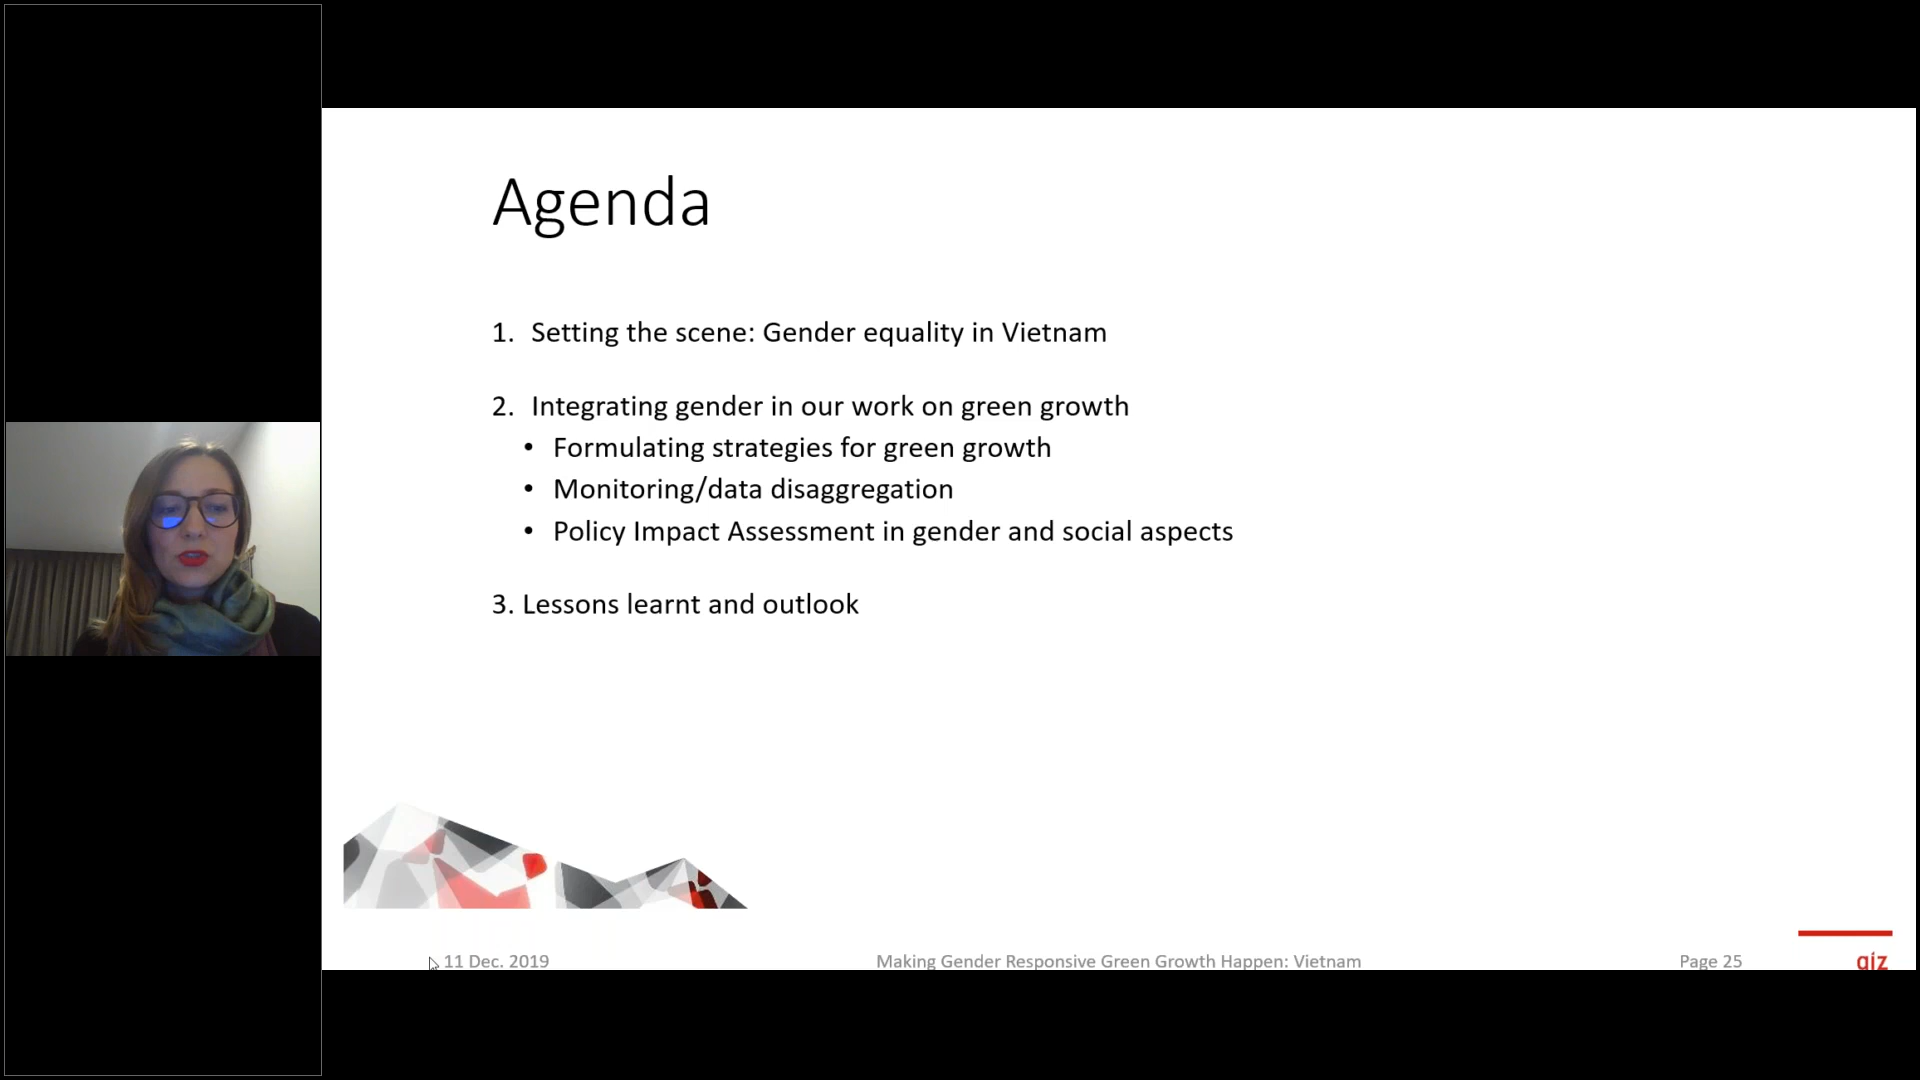 Agenda
1. Setting the scene: Gender equality in Vietnam
2. Integrating gender in our work on green growth
• Formulating strategies for green growth
• Monitoring/data disaggregation
• Policy Impact Assessment in gender and social aspects
3. Lessons learnt and outlook
11 Dec. 2019
Making Gender Responsive Green Growth Happen: Vietnam
Page 25
giz